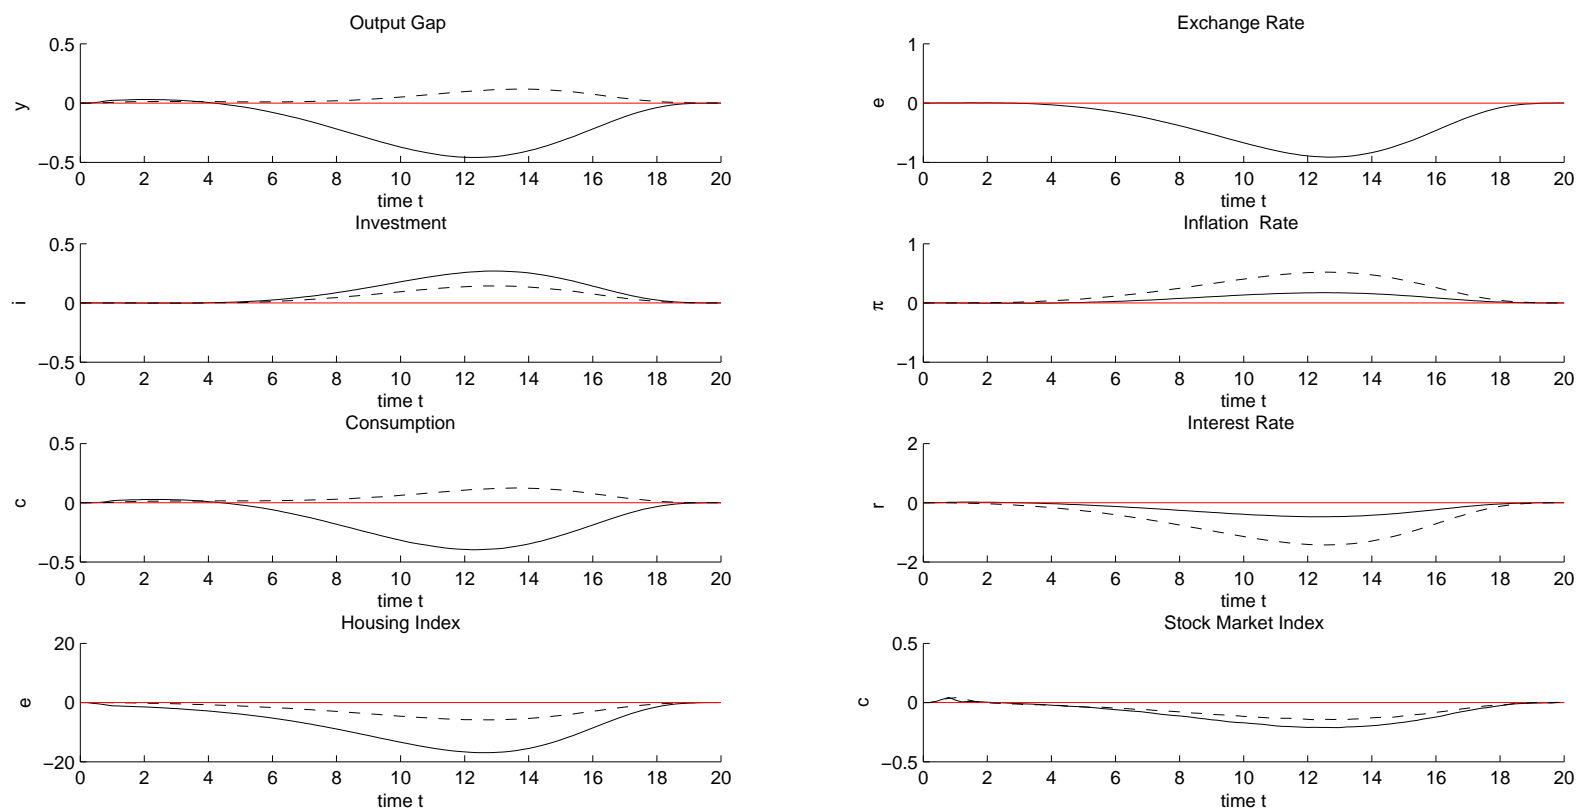 Output Gap
0.5
0
−0.5
y
0 2 4 6 8 10 12 14 16 18 20
time t
Exchange Rate
1
0
−1
e
0 2 4 6 8 10 12 14 16 18 20
time t
Investment
0.5
0
−0.5
i
0 2 4 6 8 10 12 14 16 18 20
time t
Inflation  Rate
1
0
−1
π
0 2 4 6 8 10 12 14 16 18 20
time t
Consumption
0.5
0
−0.5
c
0 2 4 6 8 10 12 14 16 18 20
time t
Interest Rate
2
0
−2
r
0 2 4 6 8 10 12 14 16 18 20
time t
Housing Index
20
0
−20
e
0 2 4 6 8 10 12 14 16 18 20
time t
Stock Market Index
0.5
0
−0.5
c
0 2 4 6 8 10 12 14 16 18 20
time t